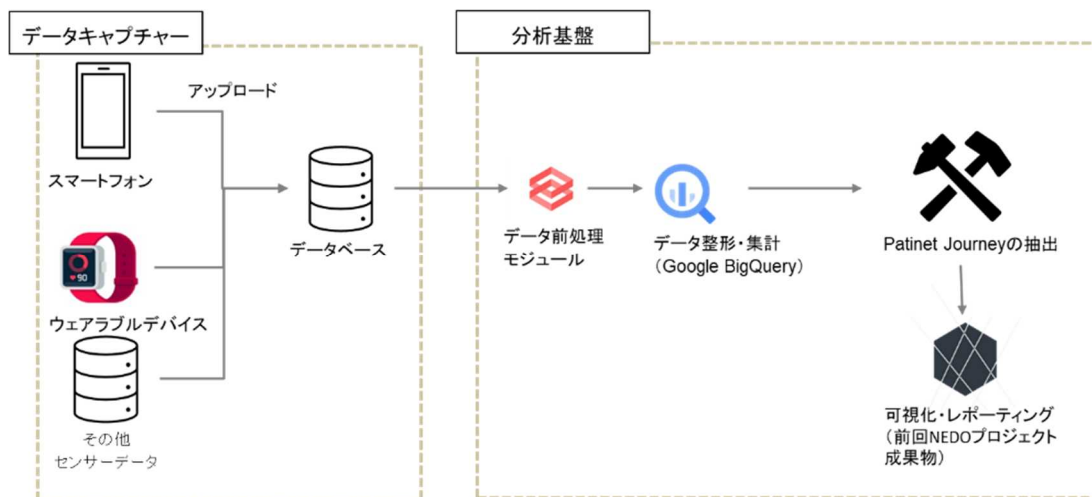 データキャプチャー
分析基盤
アップロード
スマートフォン
90
ウェアラブルデバイス
その他
センサーデータ
データベース
データ前処理
モジュール
データ整形・集計
（Google BigQuery）
Patinet Journeyの抽出
可視化・レポーティング
（前回NEDOプロジェクト
成果物）